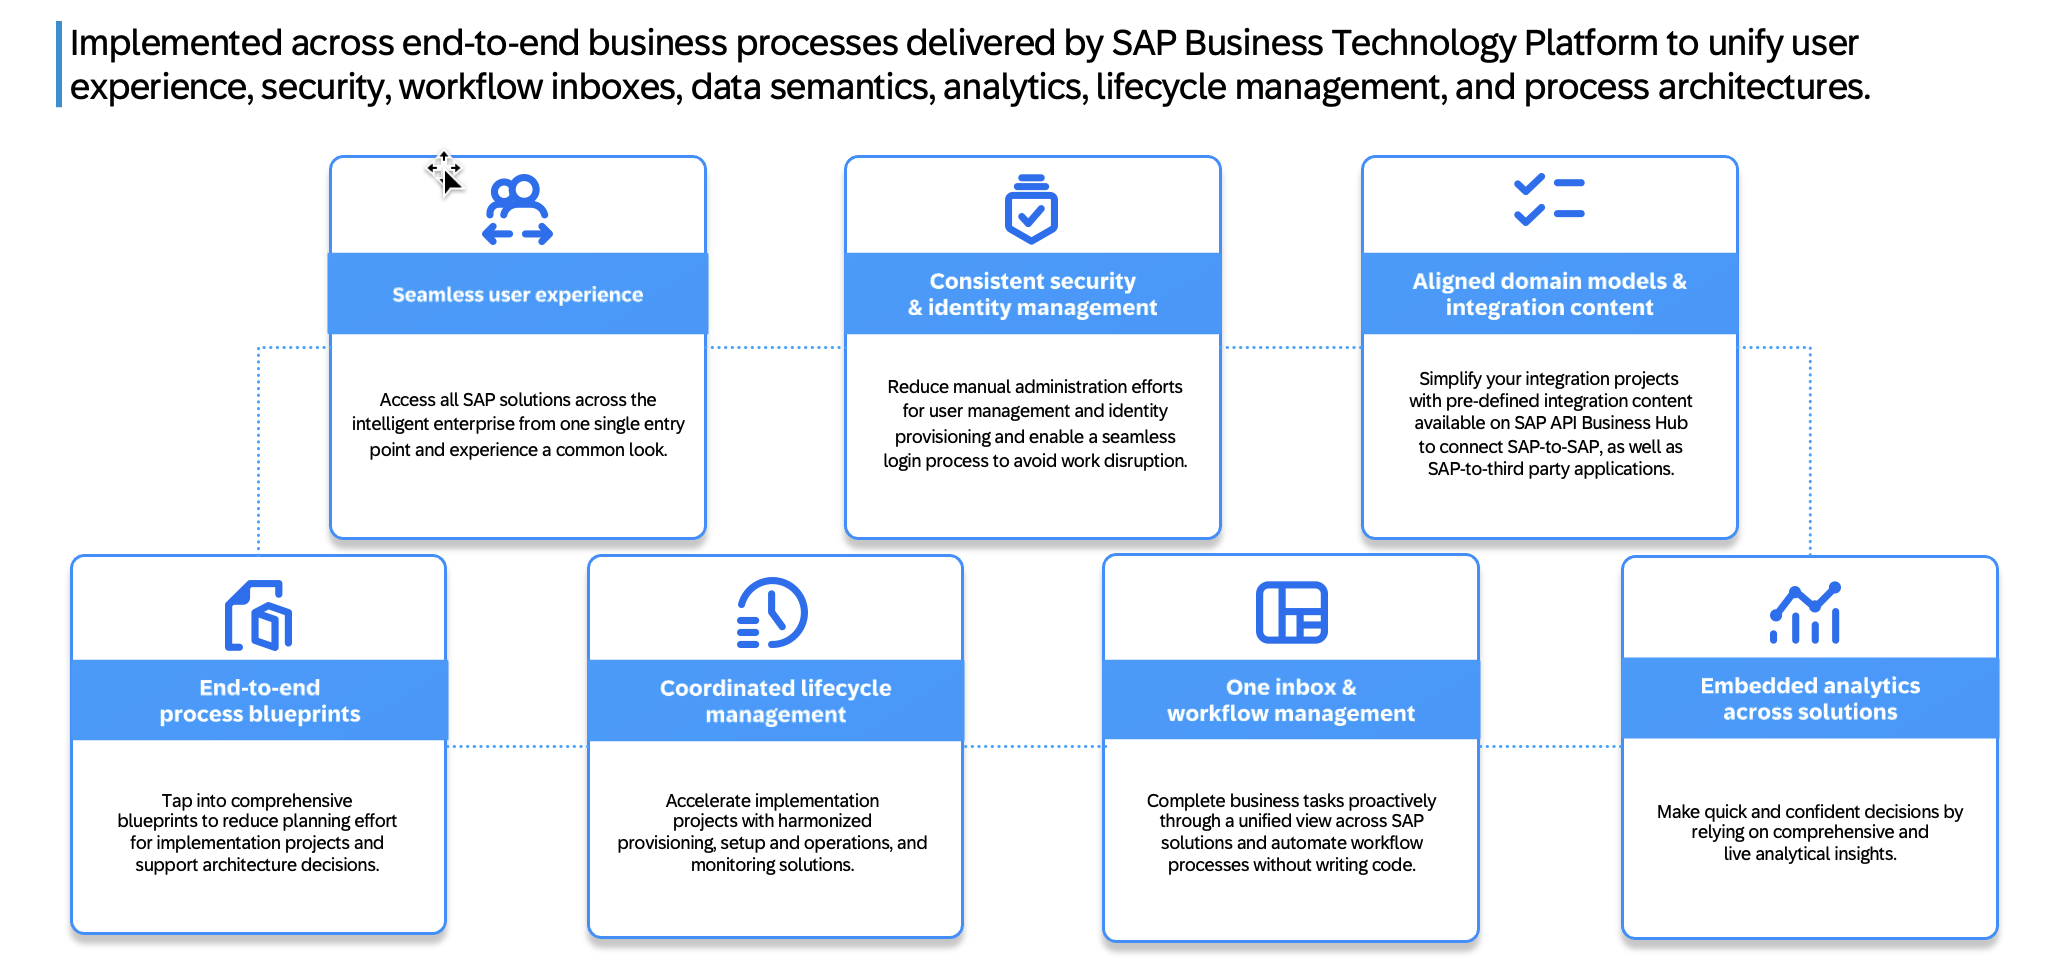 Implemented across end-to-end business processes delivered by SAP Business Technology Platform to unify user
experience, security, workflow inboxes, data semantics, analytics, lifecycle management, and process architectures.
Seamless user experience
Access all SAP solutions across the
intelligent enterprise from one single entry
point and experience a common look.
Consistent security
& identity management
Reduce manual administration efforts
for user management and identity
provisioning and enable a seamless
login process to avoid work disruption.
Aligned domain models &
integration content
Simplify your integration projects
with pre-defined integration content
available on SAP API Business Hub
to connect SAP-to-SAP, as well as
SAP-to-third party applications.
End-to-end
process blueprints
Tap into comprehensive
blueprints to reduce planning effort
for implementation projects and
support architecture decisions.
Coordinated lifecycle
management
Accelerate implementation
projects with harmonized
provisioning, setup and operations, and
monitoring solutions.
One inbox &
workflow management
Complete business tasks proactively
through a unified view across SAP
solutions and automate workflow
processes without writing code.
Embedded analytics
across solutions
Make quick and confident decisions by
relying on comprehensive and
live analytical insights.